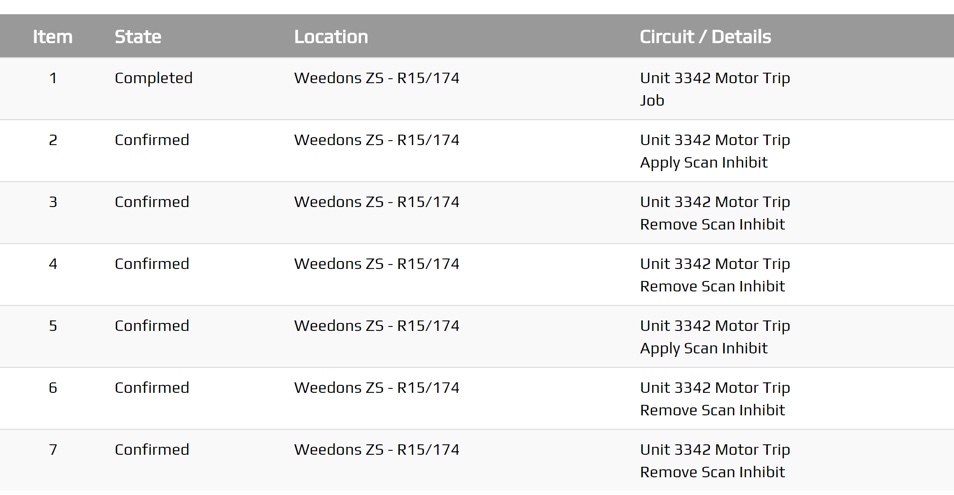 Item State Location Circuit / Details
1 Completed Weedons ZS - R15/174 Unit 3342 Motor Trip
Job
2 Confirmed Weedons ZS - R15/174 Unit 3342 Motor Trip
Apply Scan Inhibit
3 Confirmed Weedons ZS - R15/174 Unit 3342 Motor Trip
Remove Scan Inhibit
4 Confirmed Weedons ZS - R15/174 Unit 3342 Motor Trip
Remove Scan Inhibit
5 Confirmed Weedons ZS - R15/174 Unit 3342 Motor Trip
Apply Scan Inhibit
6 Confirmed Weedons ZS - R15/174 Unit 3342 Motor Trip
Remove Scan Inhibit
7 Confirmed Weedons ZS - R15/174 Unit 3342 Motor Trip
Remove Scan Inhibit